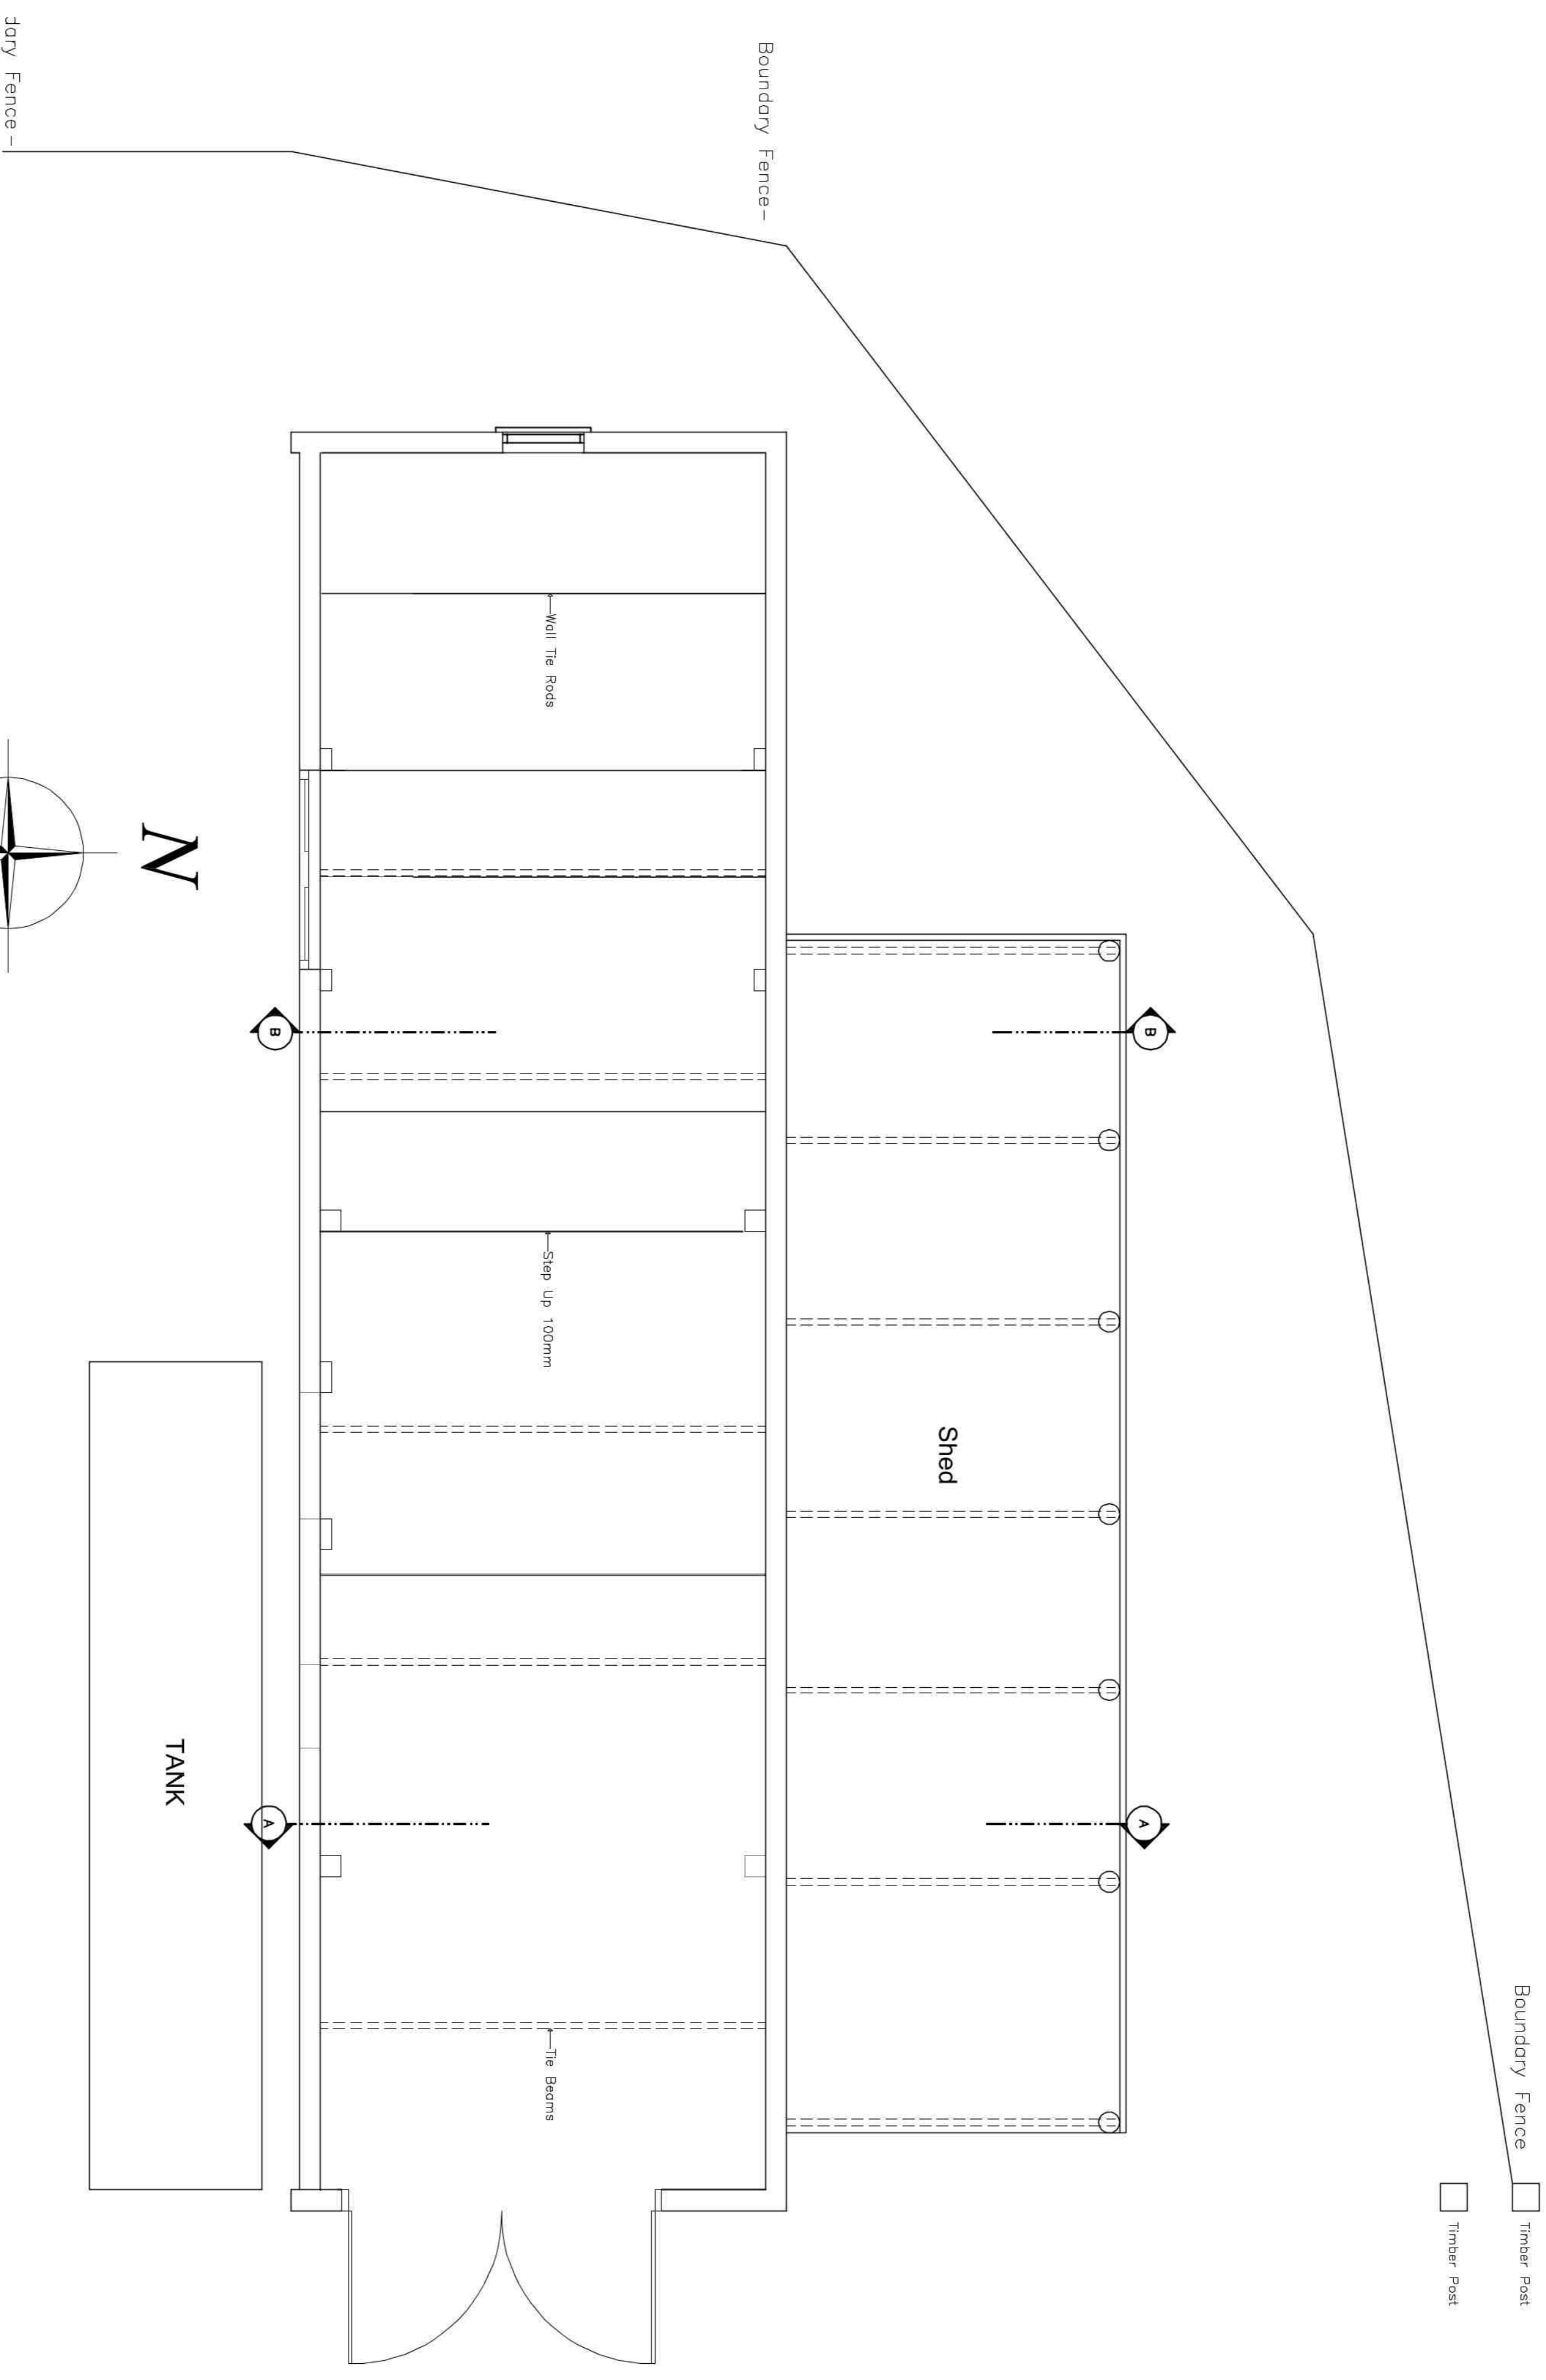 Boundary Fence
Timber Post
Timber Post
B
A
Shed
Boundary Fence-
Wall Tie Rods
Step Up 100mm
Tie Beams
B
A
N
TANK
dary Fence-